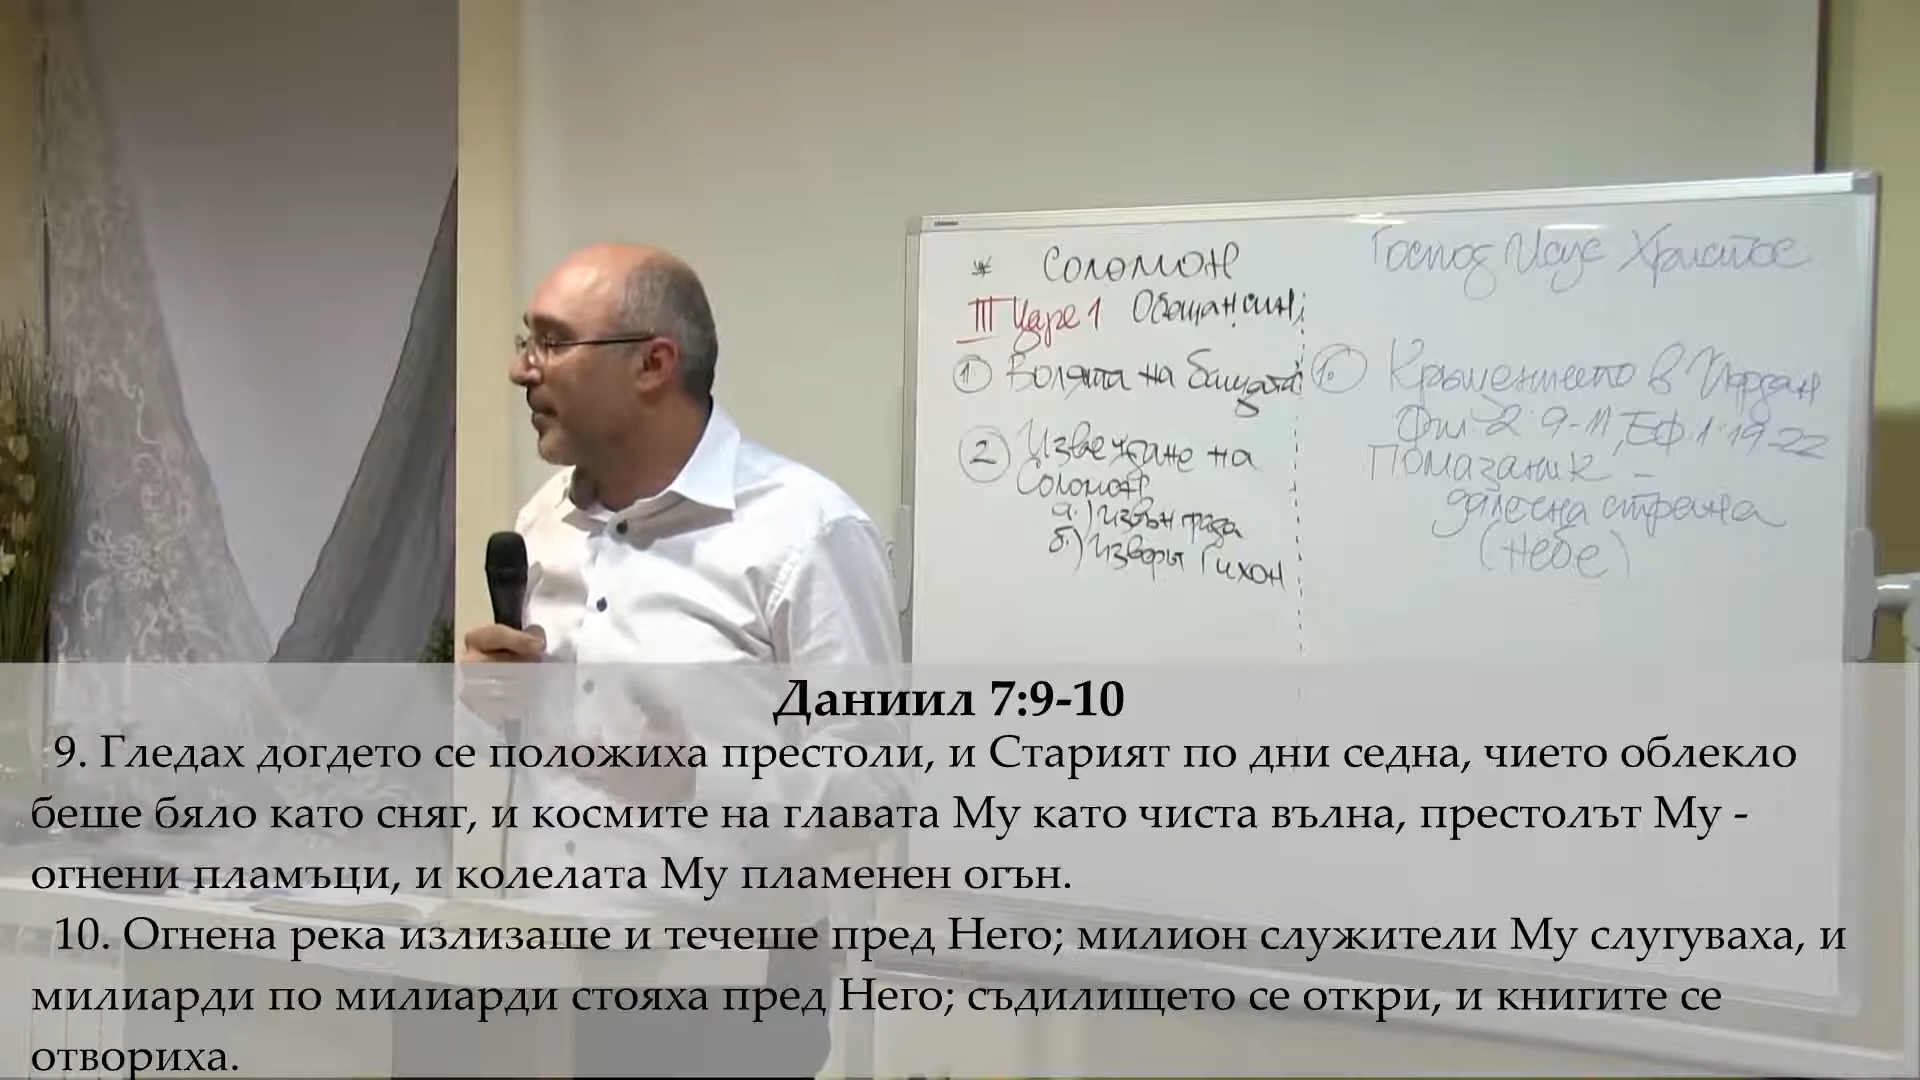 * Соломон
III Царе 1 Обещан син
1 Волята на бащата
2 Извеждане на
Соломон
а.) извън града
б.) извора Гихон
Господ Исус Христос
1. Кръщението в Йордан
Фил. 2:9-11, Еф. 1:19-22
Помазаник -
далечна страна
(небе)
Даниил 7:9-10
9. Гледах догдето се положиха престоли, и Старият по дни седна, чието облекло
беше бяло като сняг, и космите на главата Му като чиста вълна, престолът Му -
огнени пламъци, и колелата Му пламенен огън.
10. Огнена река излизаше и течеше пред Него; милион служители Му слугуваха, и
милиарди по милиарди стояха пред Него; съдилището се откри, и книгите се
отвориха.